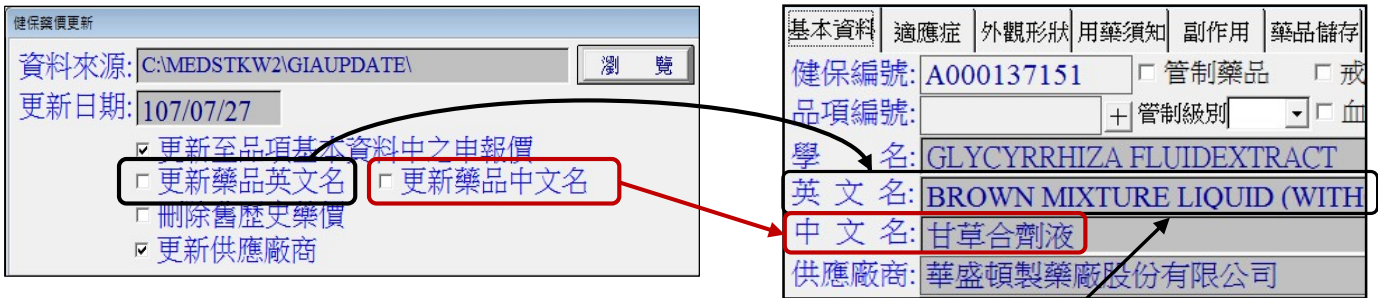 健保藥價更新
資料來源: C:\MEDSTKW2\GIAUPDATE\ 瀏 覽
更新日期: 107/07/27
更新至品項基本資料中之申報價
更新藥品英文名 更新藥品中文名
刪除舊歷史藥價
更新供應廠商
基本資料 適應症 外觀形狀 用藥須知 副作用 藥品儲存
健保編號: A000137151 管制藥品 戒
品項編號: + 管制級別 血
學 名: GLYCYRRHIZA FLUIDEXTRACT
英 文 名: BROWN MIXTURE LIQUID (WITH
中 文 名: 甘草合劑液
供應廠商: 華盛頓製藥廠股份有限公司